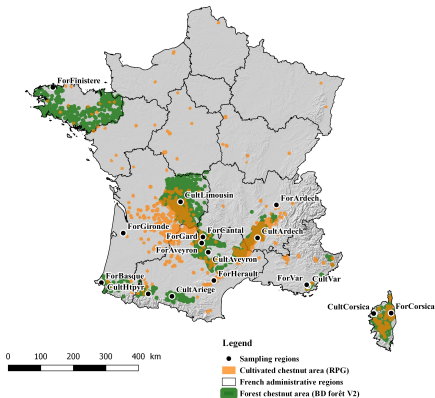 ForFinistere
CultLimousin
ForArdech
ForGironde
ForCantal
ForGard
CultArdech
ForAveyron
CultAveyron
ForBasque
ForHerault
CultHtpyr
CultAriege
ForVar
CultVar
CultCorsica
ForCorsica
0 100 200 300 400 km
Legend
Sampling regions
Cultivated chestnut area (RPG)
French administrative regions
Forest chestnut area (BD forêt V2)